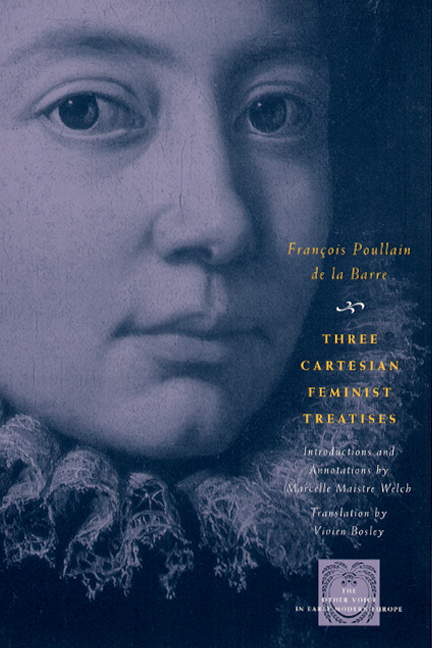 François Poullain
de la Barre
THREE
CARTESIAN
FEMINIST
TREATISES
Introductions and
Annotations by
Marcelle Maistre Welch
Translation by
Vivien Bosley
THE
OTHER VOICE
IN EARLY MODERN EUROPE